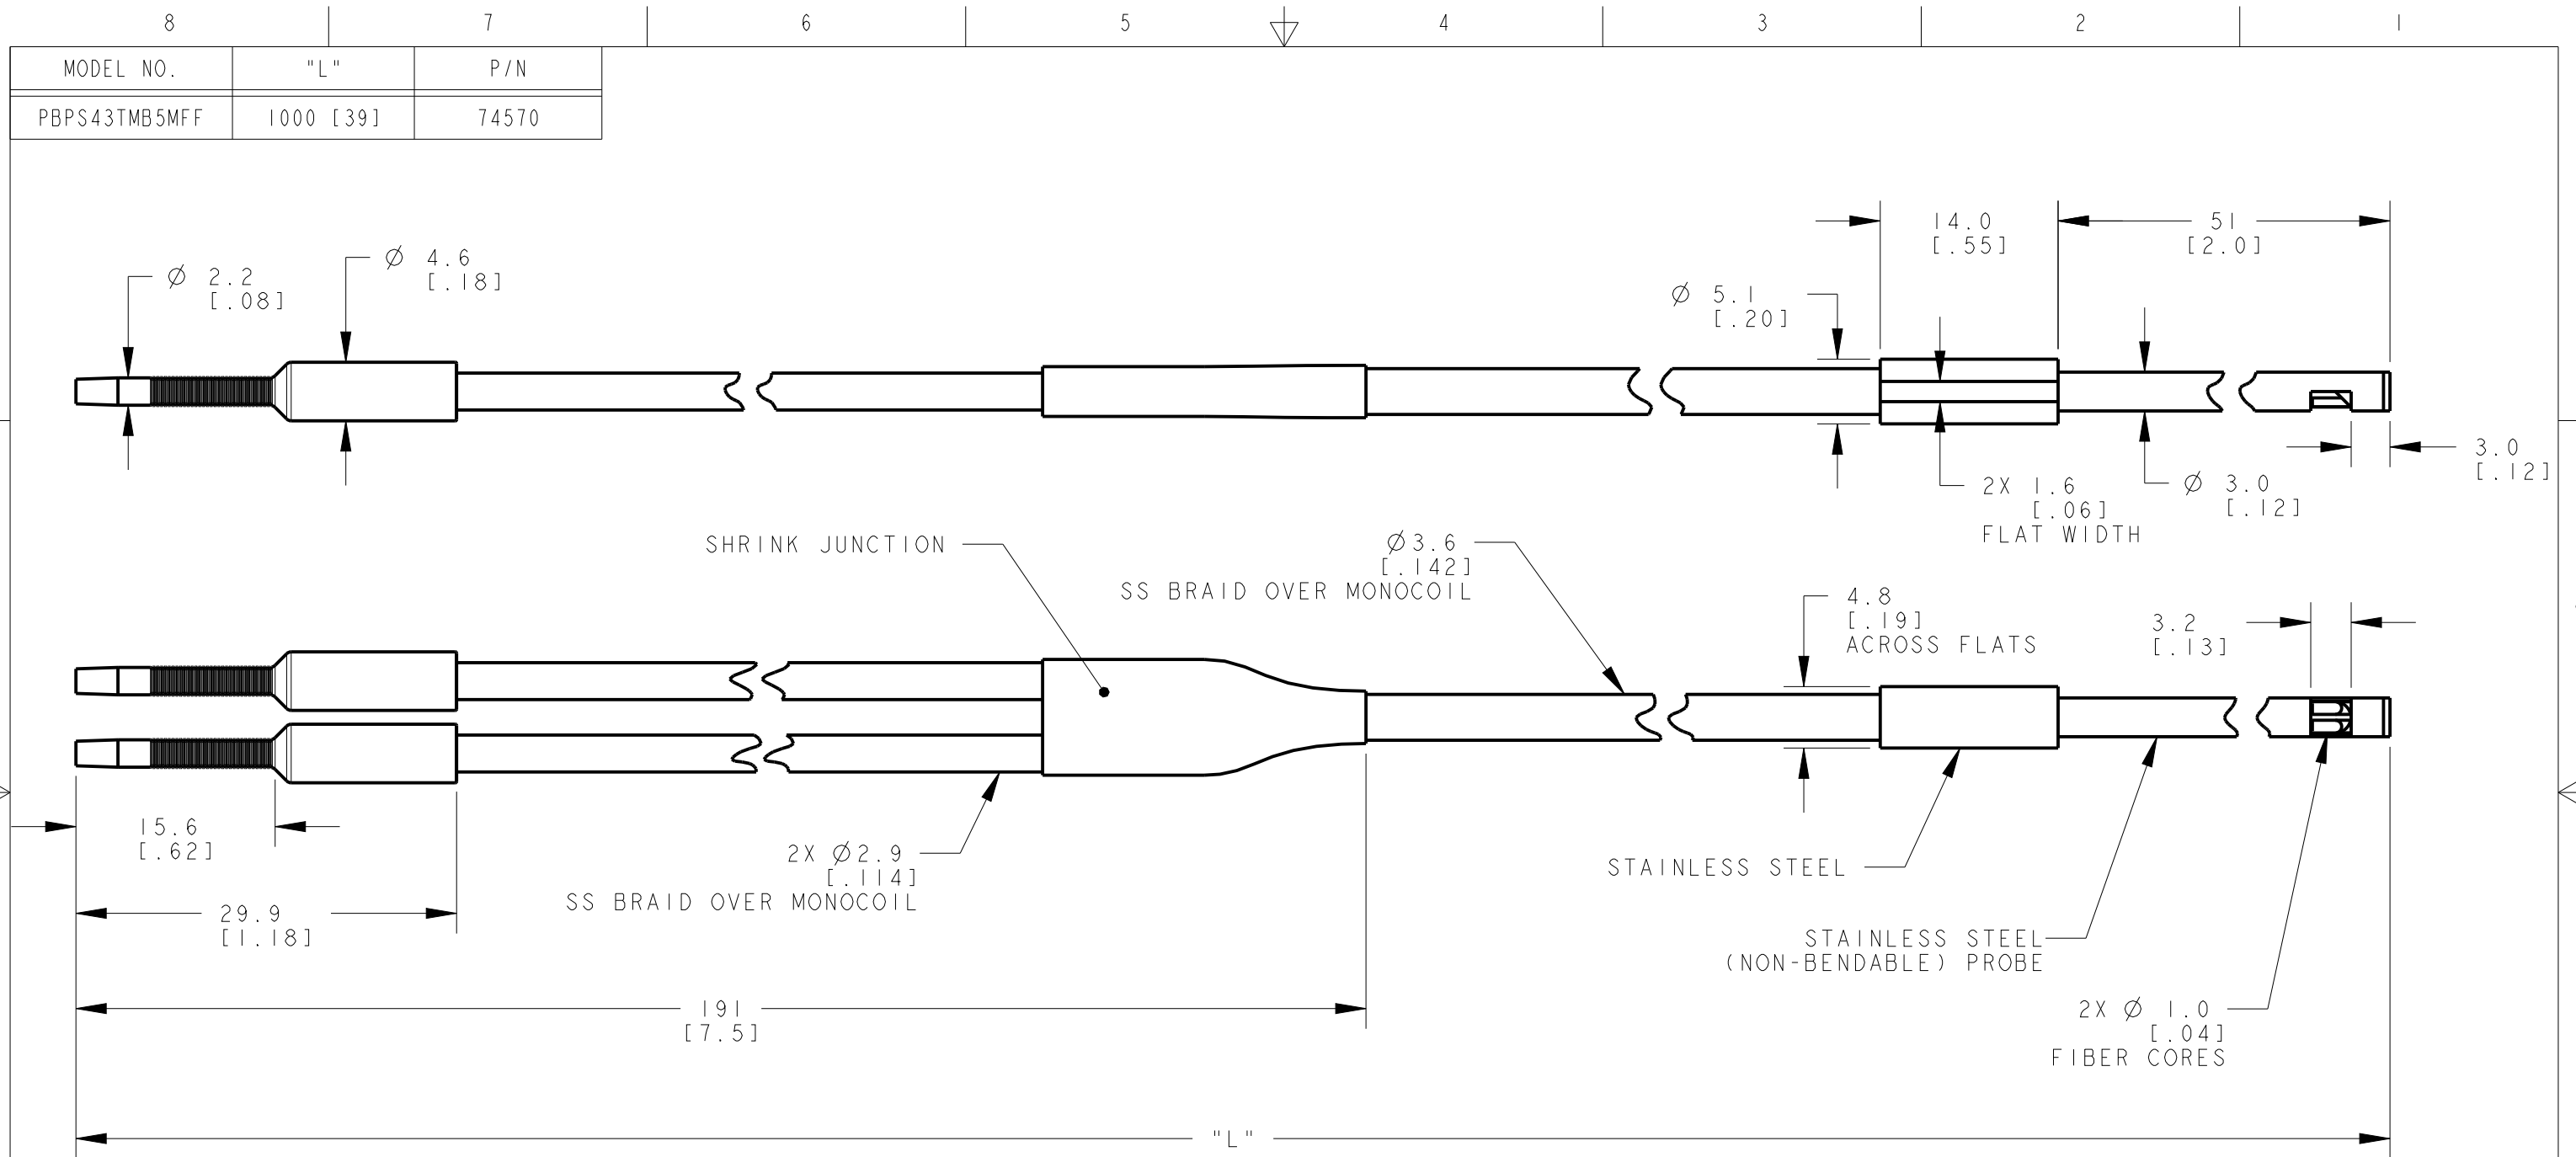 8 7 6 5 4 3 2 1
MODEL NO. "L" P/N
PBPS43TMB5MFF 1000 [39] 74570
14.0
[.55]
51
[2.0]
Ø 4.6
[.18]
Ø 2.2
[.08]
Ø 5.1
[.20]
3.0
[.12]
2X 1.6
[.06]
FLAT WIDTH
Ø 3.0
[.12]
SHRINK JUNCTION
Ø3.6
[.142]
SS BRAID OVER MONOCOIL
4.8
[.19]
ACROSS FLATS
3.2
[.13]
15.6
[.62]
2X Ø2.9
[.114]
SS BRAID OVER MONOCOIL
STAINLESS STEEL
29.9
[1.18]
STAINLESS STEEL
(NON-BENDABLE) PROBE
191
[7.5]
2X Ø 1.0
[.04]
FIBER CORES
"L"